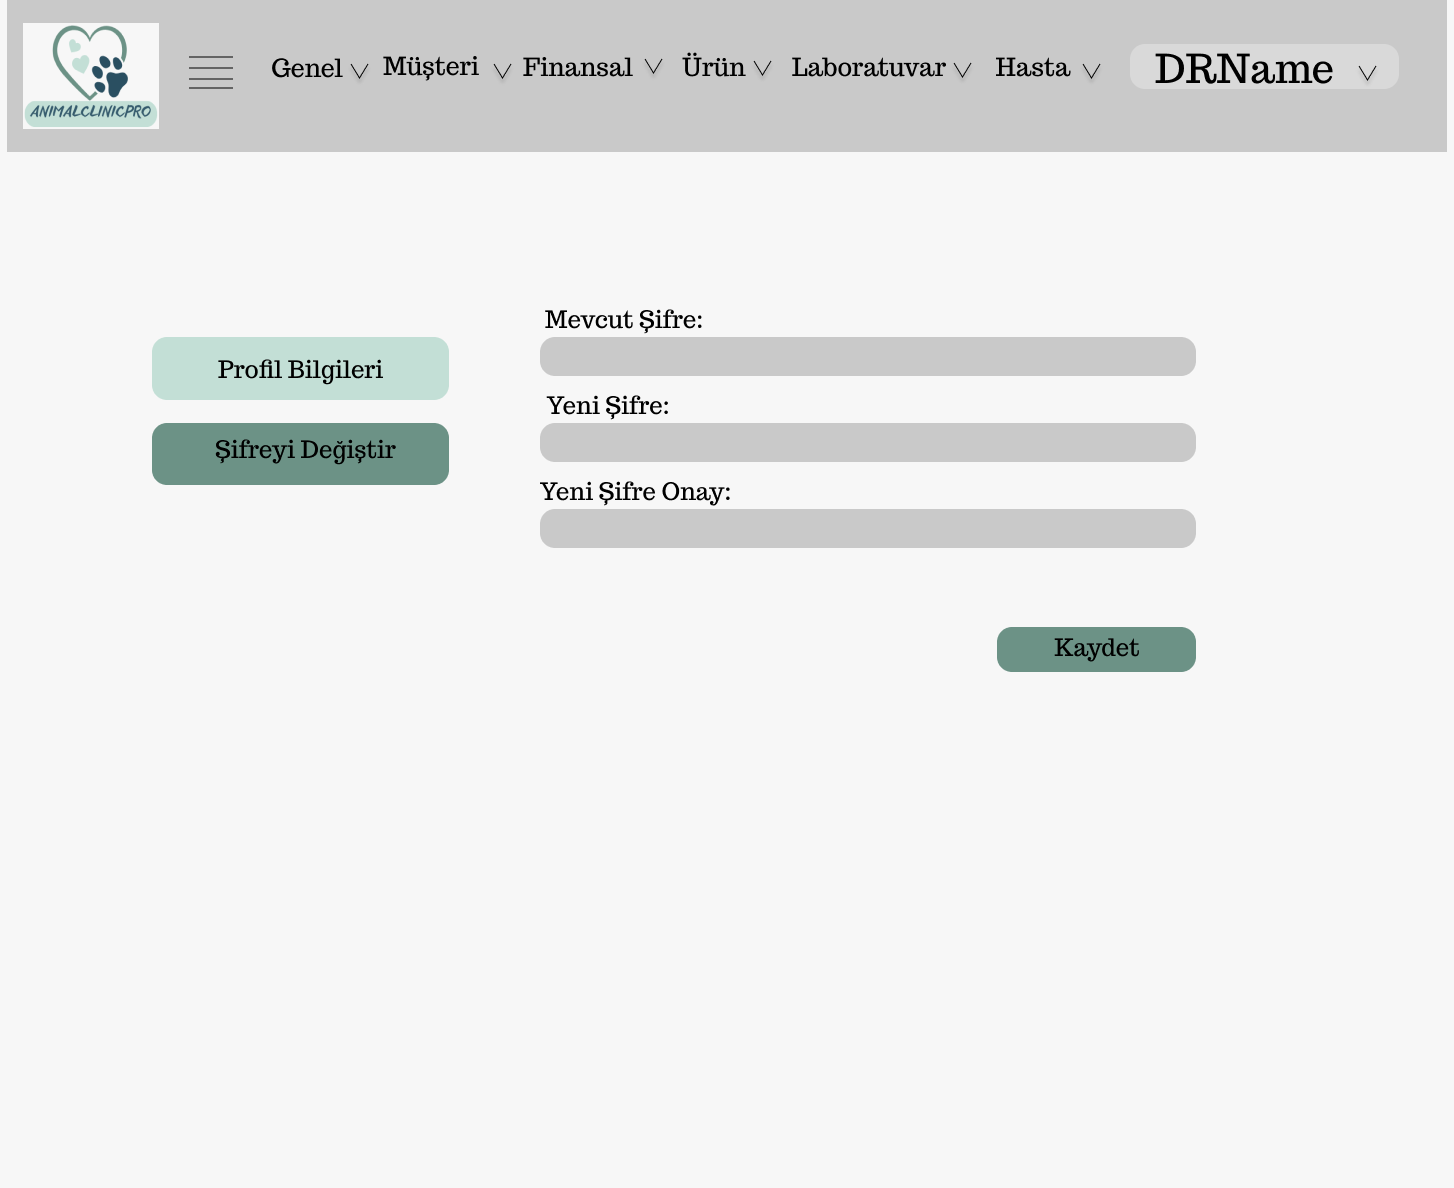 ANIMALCLINICPRO
Genel Müşteri Finansal Ürün Laboratuvar Hasta DRName
Mevcut Şifre:
Profil Bilgileri
Yeni Şifre:
Şifreyi Değiştir
Yeni Şifre Onay:
Kaydet